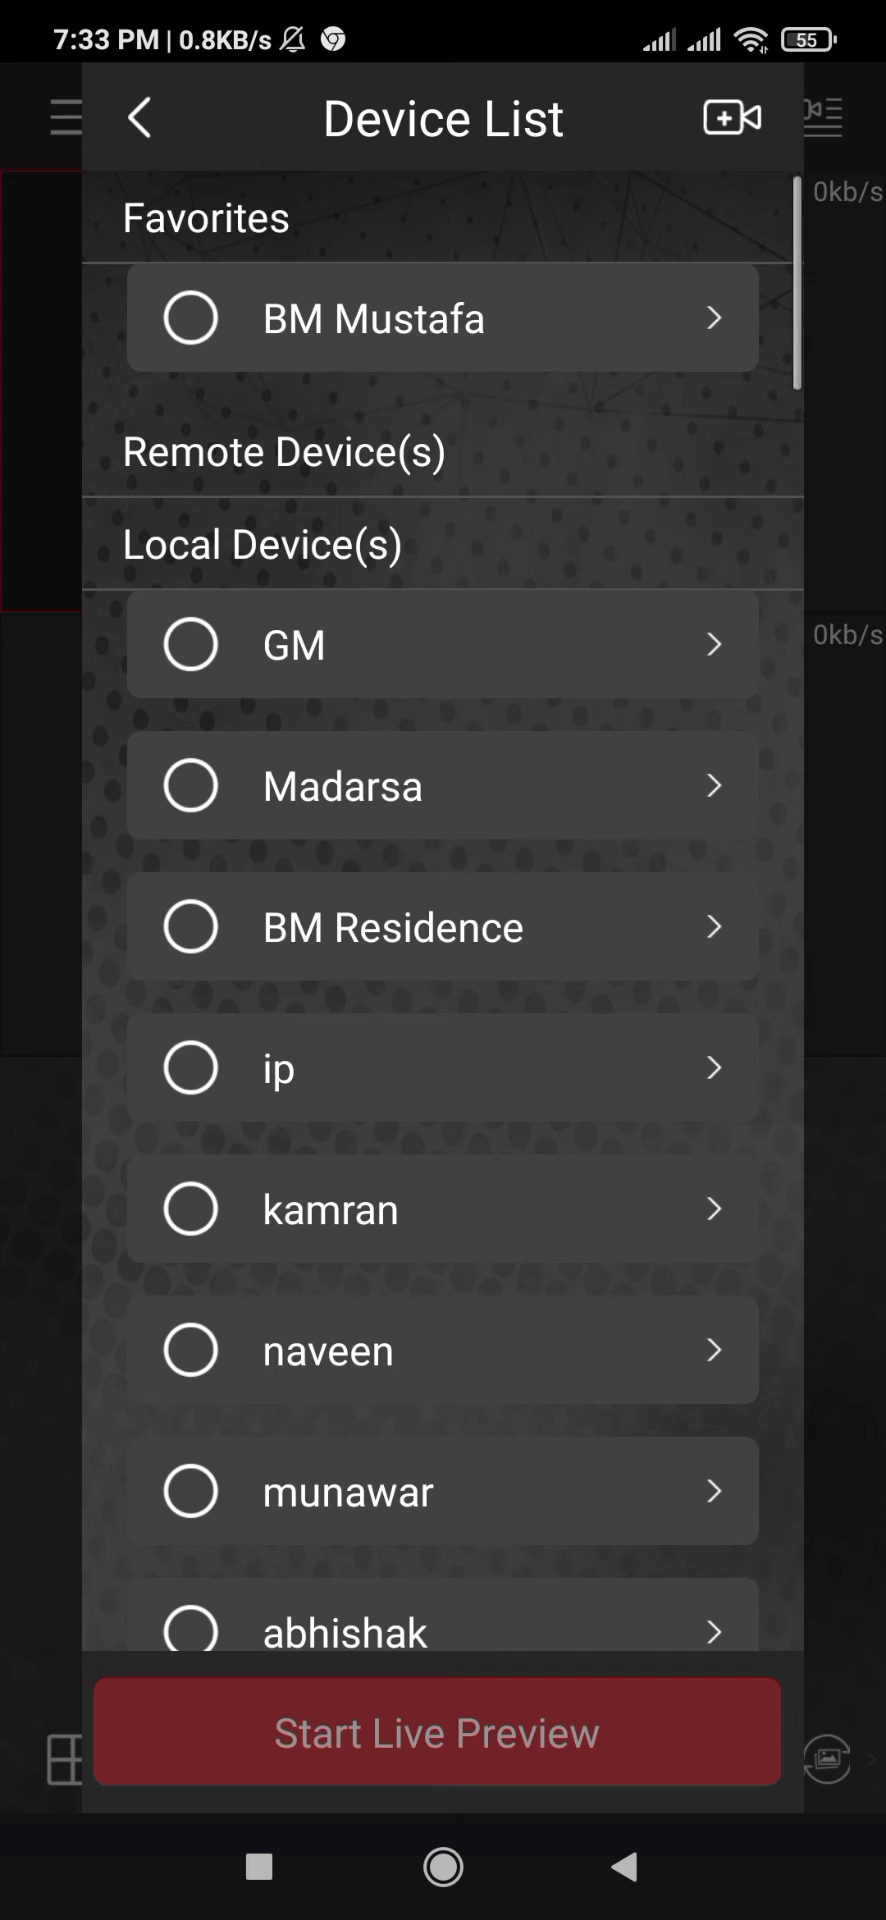 7:33 PM | 0.8KB/s 55
Device List
0kb/s
Favorites
BM Mustafa
Remote Device(s)
Local Device(s)
0kb/s
GM
Madarsa
BM Residence
ip
kamran
naveen
munawar
abhishak
Start Live Preview